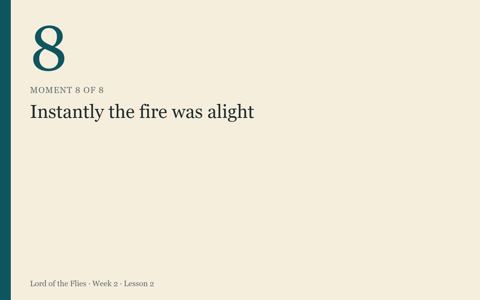 8
MOMENT 8 OF 8
Instantly the fire was alight
Lord of the Flies · Week 2 · Lesson 2